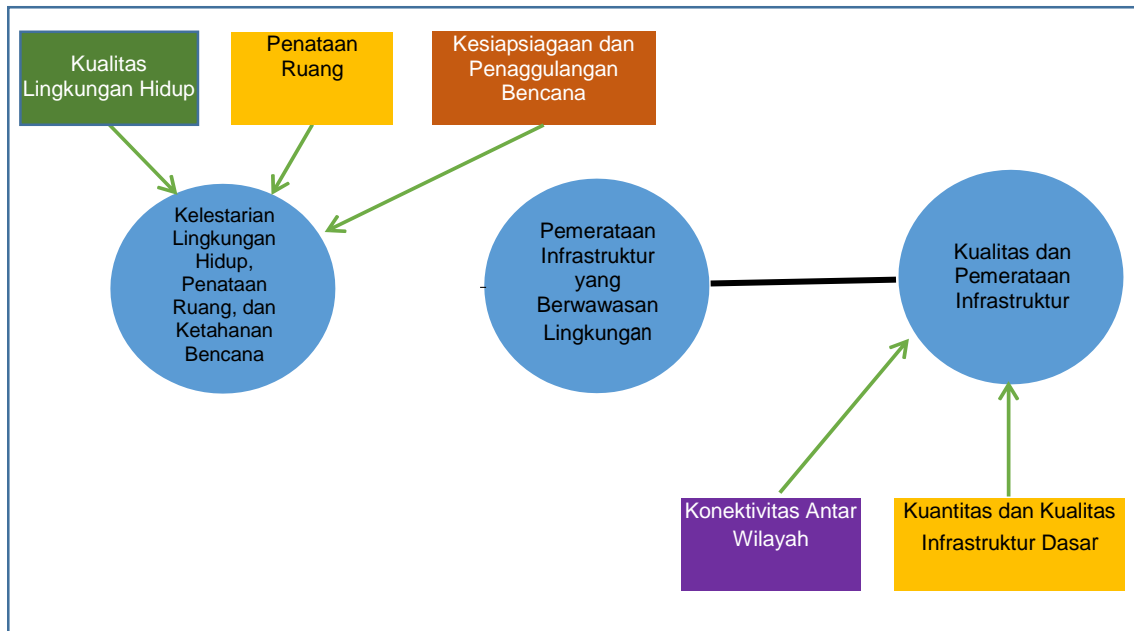 Kualitas
Lingkungan Hidup
Penataan
Ruang
Kesiapsiagaan dan
Penaggulangan
Bencana
Kelestarian
Lingkungan
Hidup,
Penataan
Ruang, dan
Ketahanan
Bencana
Pemerataan
Infrastruktur
yang
Berwawasan
Lingkungan
Kualitas dan
Pemerataan
Infrastruktur
Konektivitas Antar
Wilayah
Kuantitas dan Kualitas
Infrastruktur Dasar